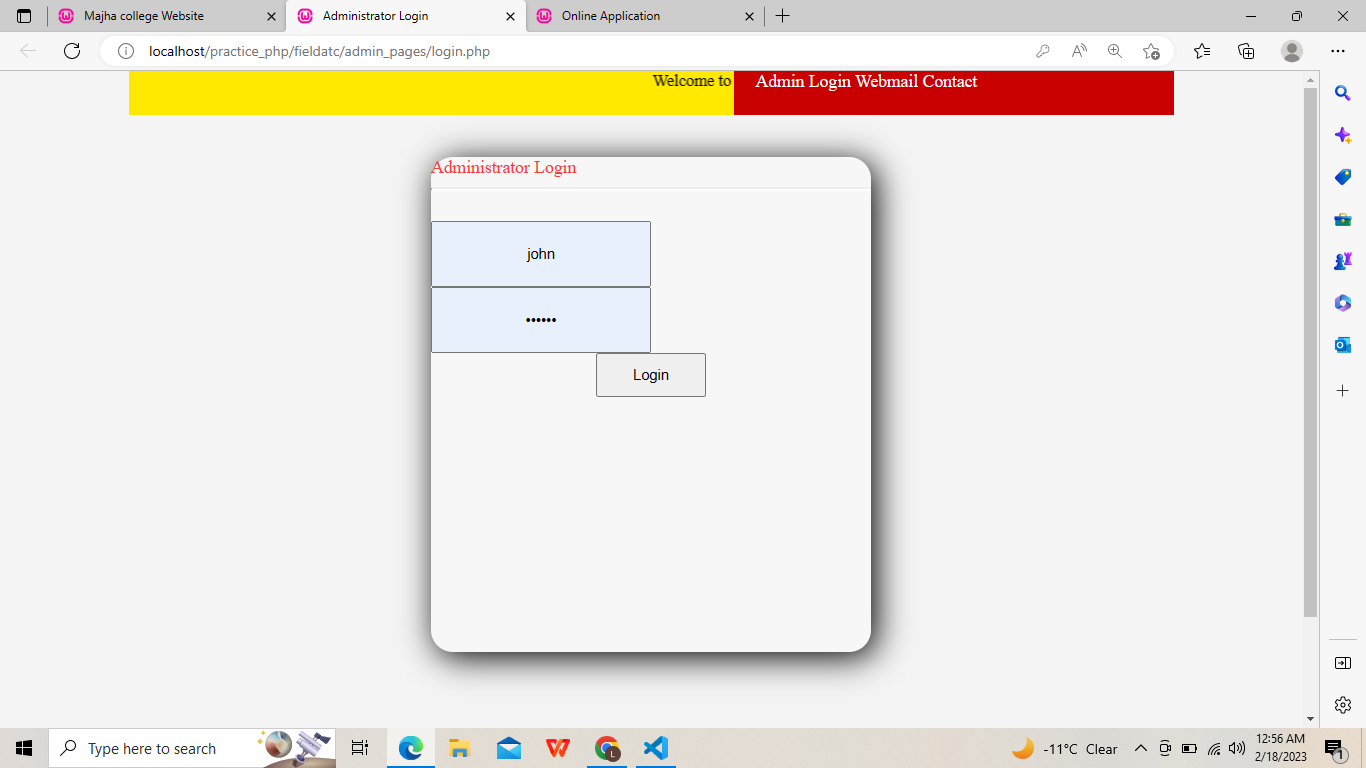 Majha college Website
Administrator Login
Online Application
localhost/practice_php/fieldatc/admin_pages/login.php
Welcome to
Admin Login Webmail Contact
Administrator Login
john
••••••
Login
Type here to search
L
-11°C Clear
12:56 AM
2/18/2023
1